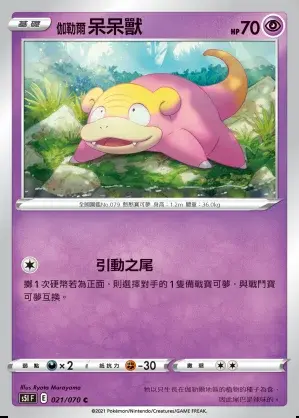 基礎 伽勒爾 呆呆獸 HP70
全國圖鑑No.079 憨憨寶可夢 身高：1.2m 體重：36.0kg
引動之尾
擲1次硬幣若為正面，則選擇對手的1隻備戰寶可夢，與戰鬥寶
可夢互換。
弱點 ×2 抵抗力 -30 撤退
Illus. Kyoko Murayama
S5I F 021/070 C
©2021 Pokémon/Nintendo/Creatures/GAME FREAK.